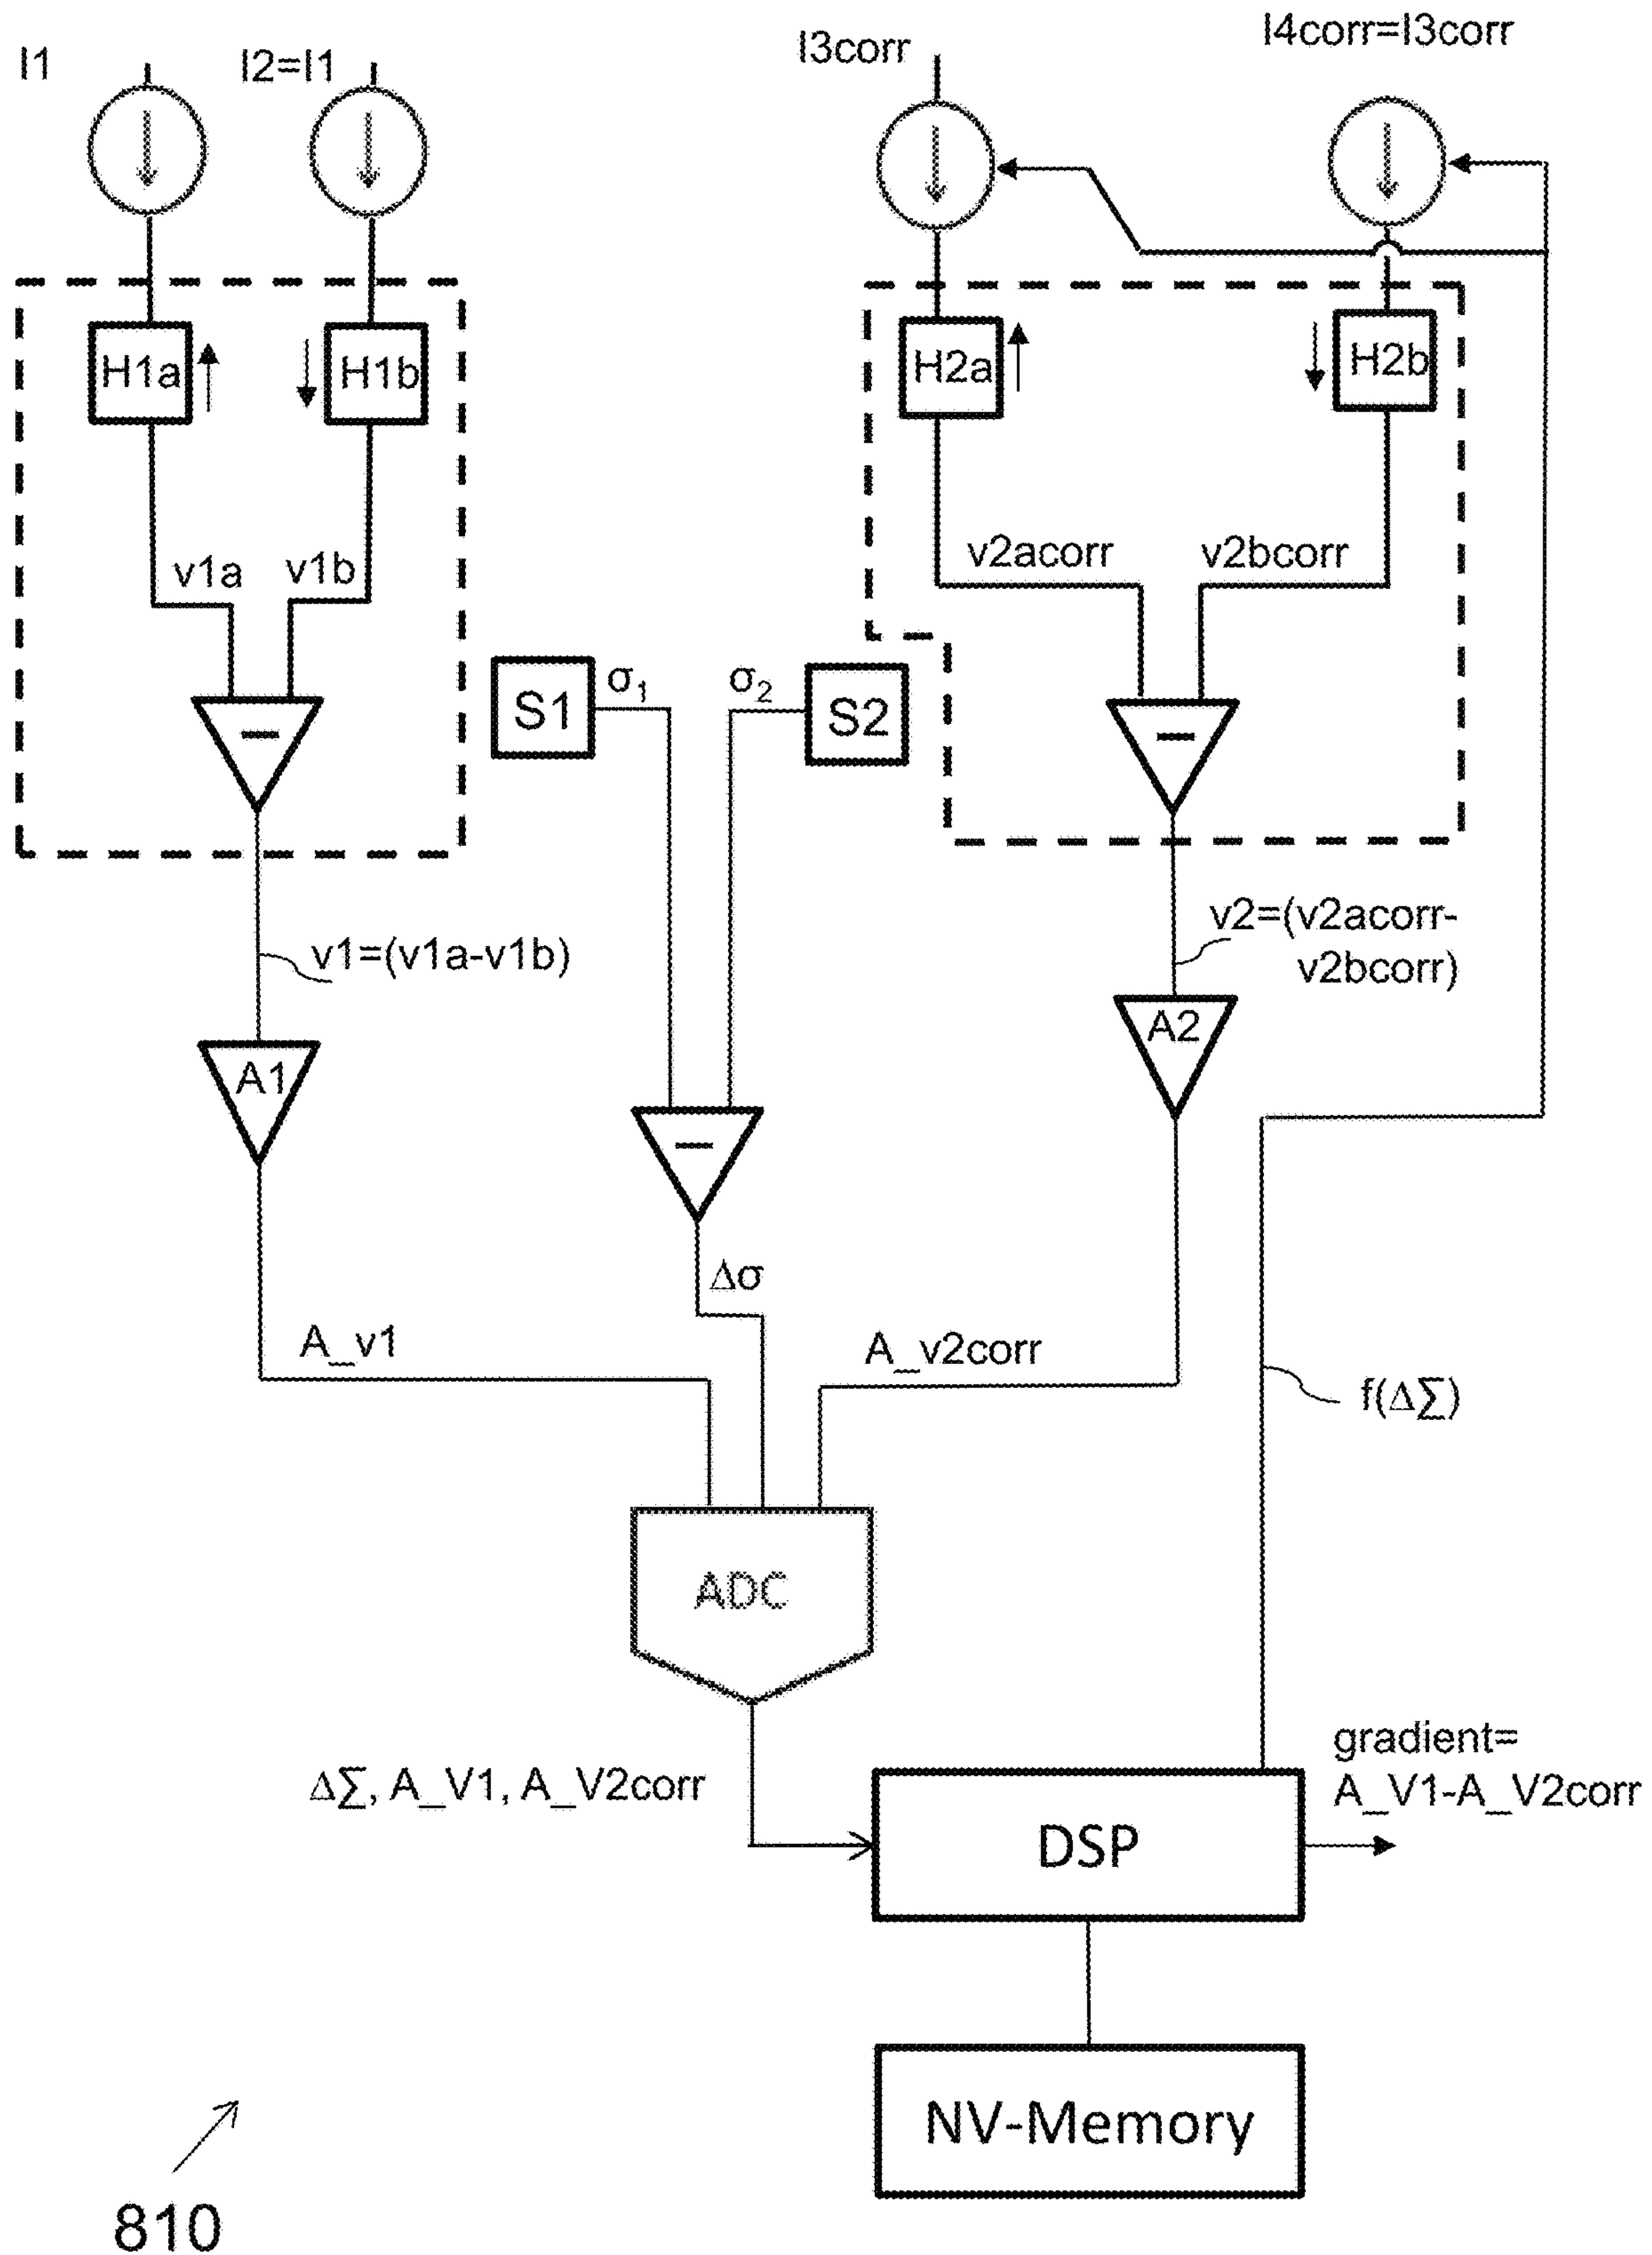 I1
I2=I1
I3corr
I4corr=I3corr
H1a
H1b
H2a
H2b
v1a
v1b
v2acorr
v2bcorr
S1
σ1
σ2
S2
v1=(v1a-v1b)
v2=(v2acorr-
v2bcorr)
A1
A2
Δσ
A_v1
A_v2corr
f(Δ∑)
ADC
Δ∑, A_V1, A_V2corr
gradient=
A_V1-A_V2corr
DSP
NV-Memory
810